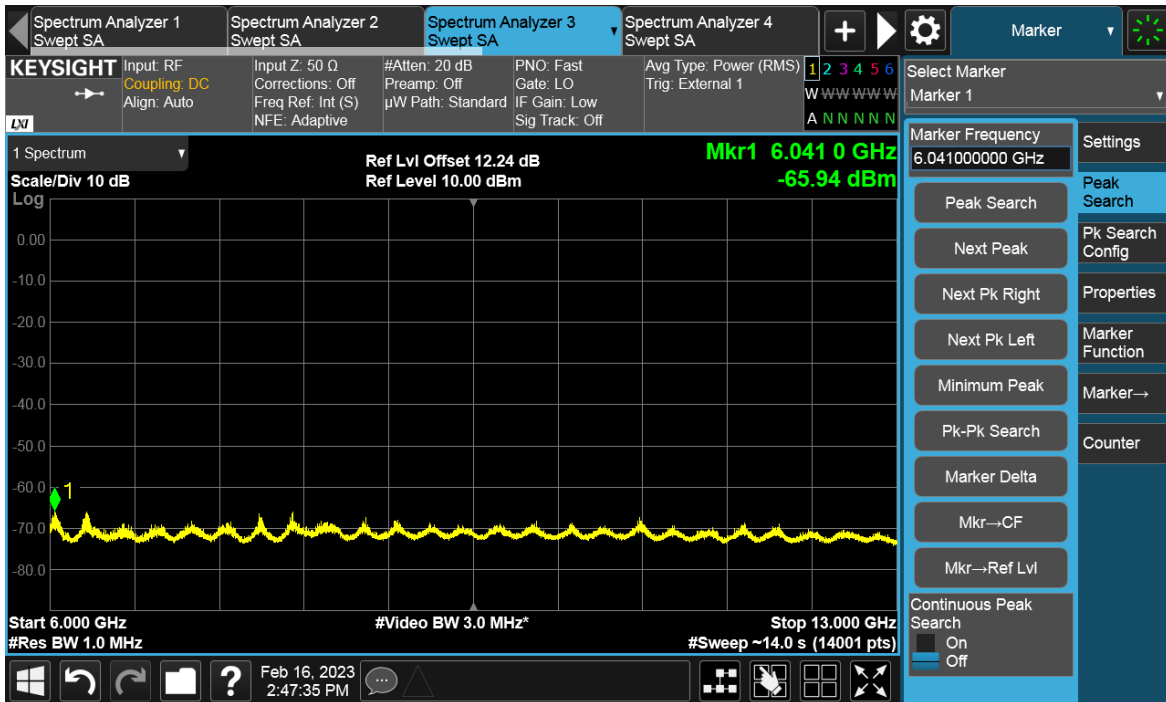 Spectrum Analyzer 1
Swept SA
Spectrum Analyzer 2
Swept SA
Spectrum Analyzer 3
Swept SA
Spectrum Analyzer 4
Swept SA
Marker
KEYSIGHT
LXI
Input: RF
Coupling: DC
Align: Auto
Input Z: 50 Ω
Corrections: Off
Freq Ref: Int (S)
NFE: Adaptive
#Atten: 20 dB
Preamp: Off
µW Path: Standard
PNO: Fast
Gate: LO
IF Gain: Low
Sig Track: Off
Avg Type: Power (RMS)
Trig: External 1
1 2 3 4 5 6
W W W W W W
A N N N N N
Select Marker
Marker 1
1 Spectrum
Scale/Div 10 dB
Log
Ref Lvl Offset 12.24 dB
Ref Level 10.00 dBm
Mkr1 6.041 0 GHz
-65.94 dBm
0.00
-10.0
-20.0
-30.0
-40.0
-50.0
-60.0
-70.0
-80.0
1
Start 6.000 GHz
#Res BW 1.0 MHz
#Video BW 3.0 MHz*
Stop 13.000 GHz
#Sweep ~14.0 s (14001 pts)
Marker Frequency
6.041000000 GHz
Peak Search
Next Peak
Next Pk Right
Next Pk Left
Minimum Peak
Pk-Pk Search
Marker Delta
Mkr→CF
Mkr→Ref Lvl
Continuous Peak
Search
On
Off
Settings
Peak
Search
Pk Search
Config
Properties
Marker
Function
Marker→
Counter
?
Feb 16, 2023
2:47:35 PM